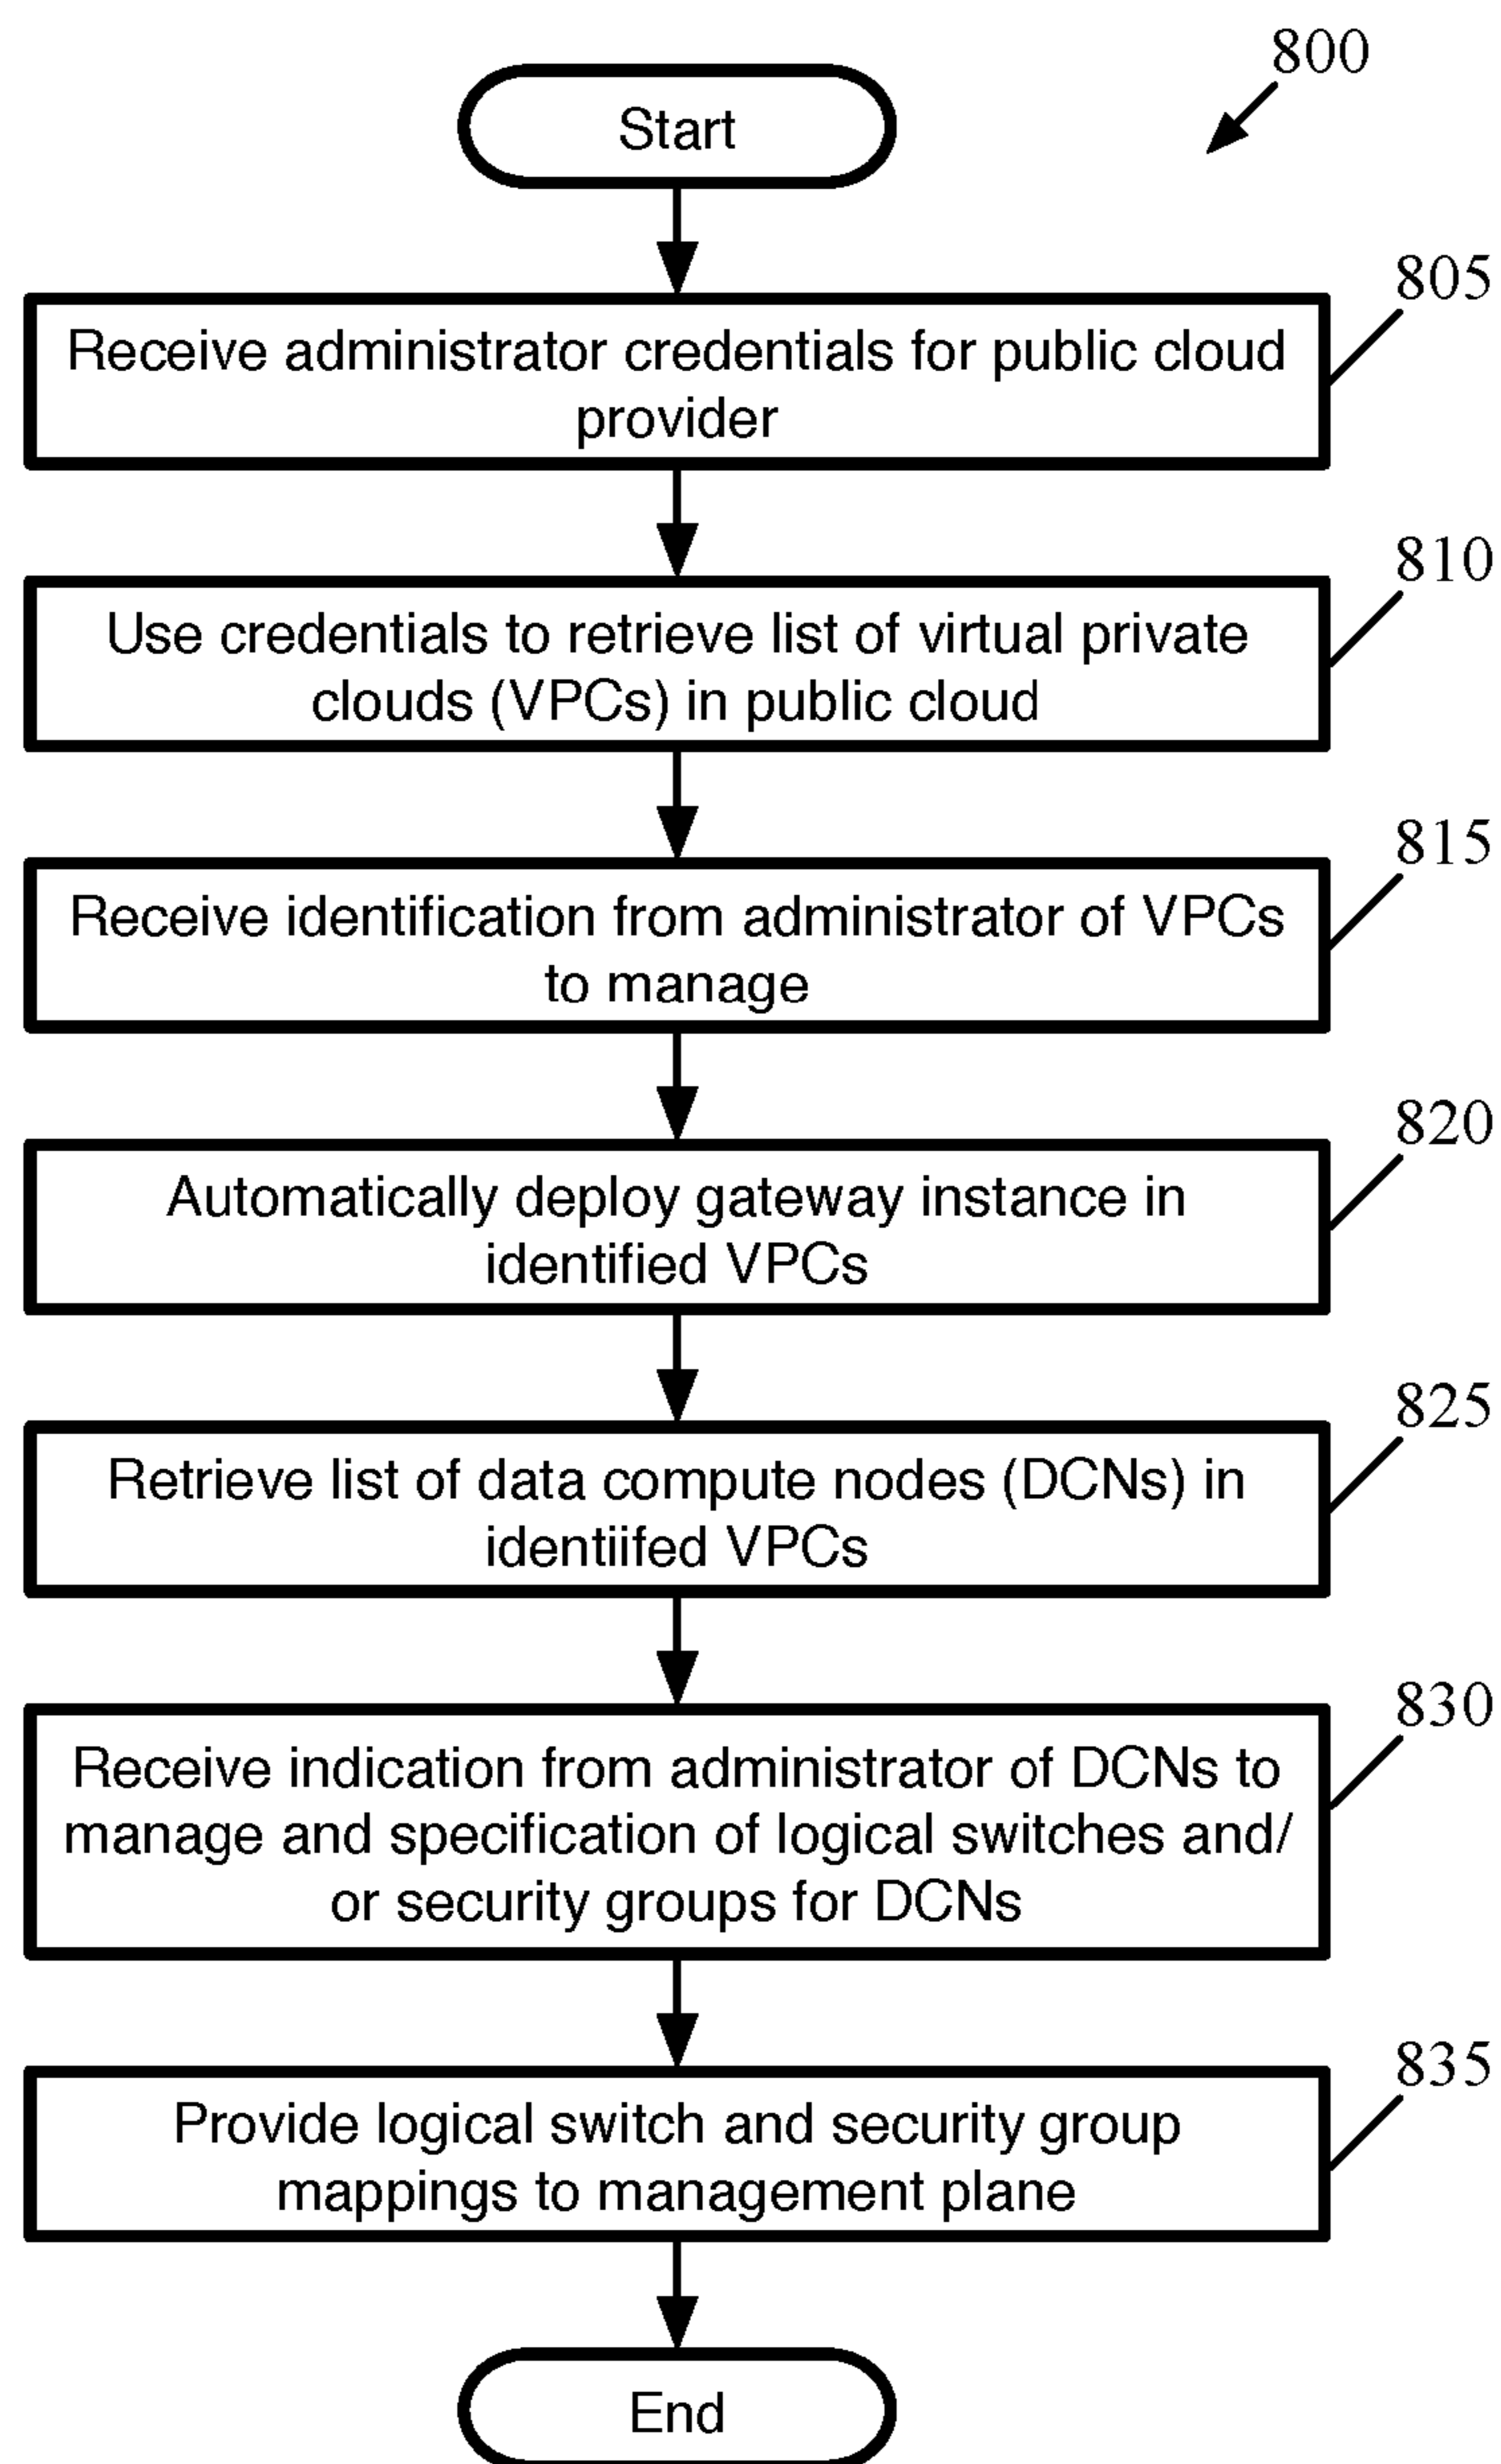 800
Start
805
Receive administrator credentials for public cloud
provider
810
Use credentials to retrieve list of virtual private
clouds (VPCs) in public cloud
815
Receive identification from administrator of VPCs
to manage
820
Automatically deploy gateway instance in
identified VPCs
825
Retrieve list of data compute nodes (DCNs) in
identiifed VPCs
830
Receive indication from administrator of DCNs to
manage and specification of logical switches and/
or security groups for DCNs
835
Provide logical switch and security group
mappings to management plane
End